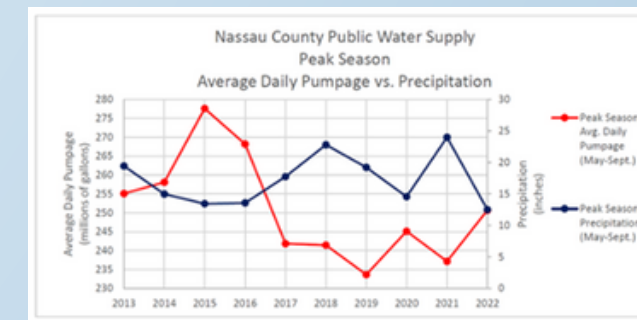 Nassau County Public Water Supply
Peak Season
Average Daily Pumpage vs. Precipitation
280
275
270
265
260
255
250
245
240
235
230
Average Daily Pumpage
(millions of gallons)
30
25
20
15
10
5
0
Precipitation
(inches)
2013 2014 2015 2016 2017 2018 2019 2020 2021 2022
Peak Season
Avg. Daily
Pumpage
(May-Sept.)
Peak Season
Precipitation
(May-Sept.)